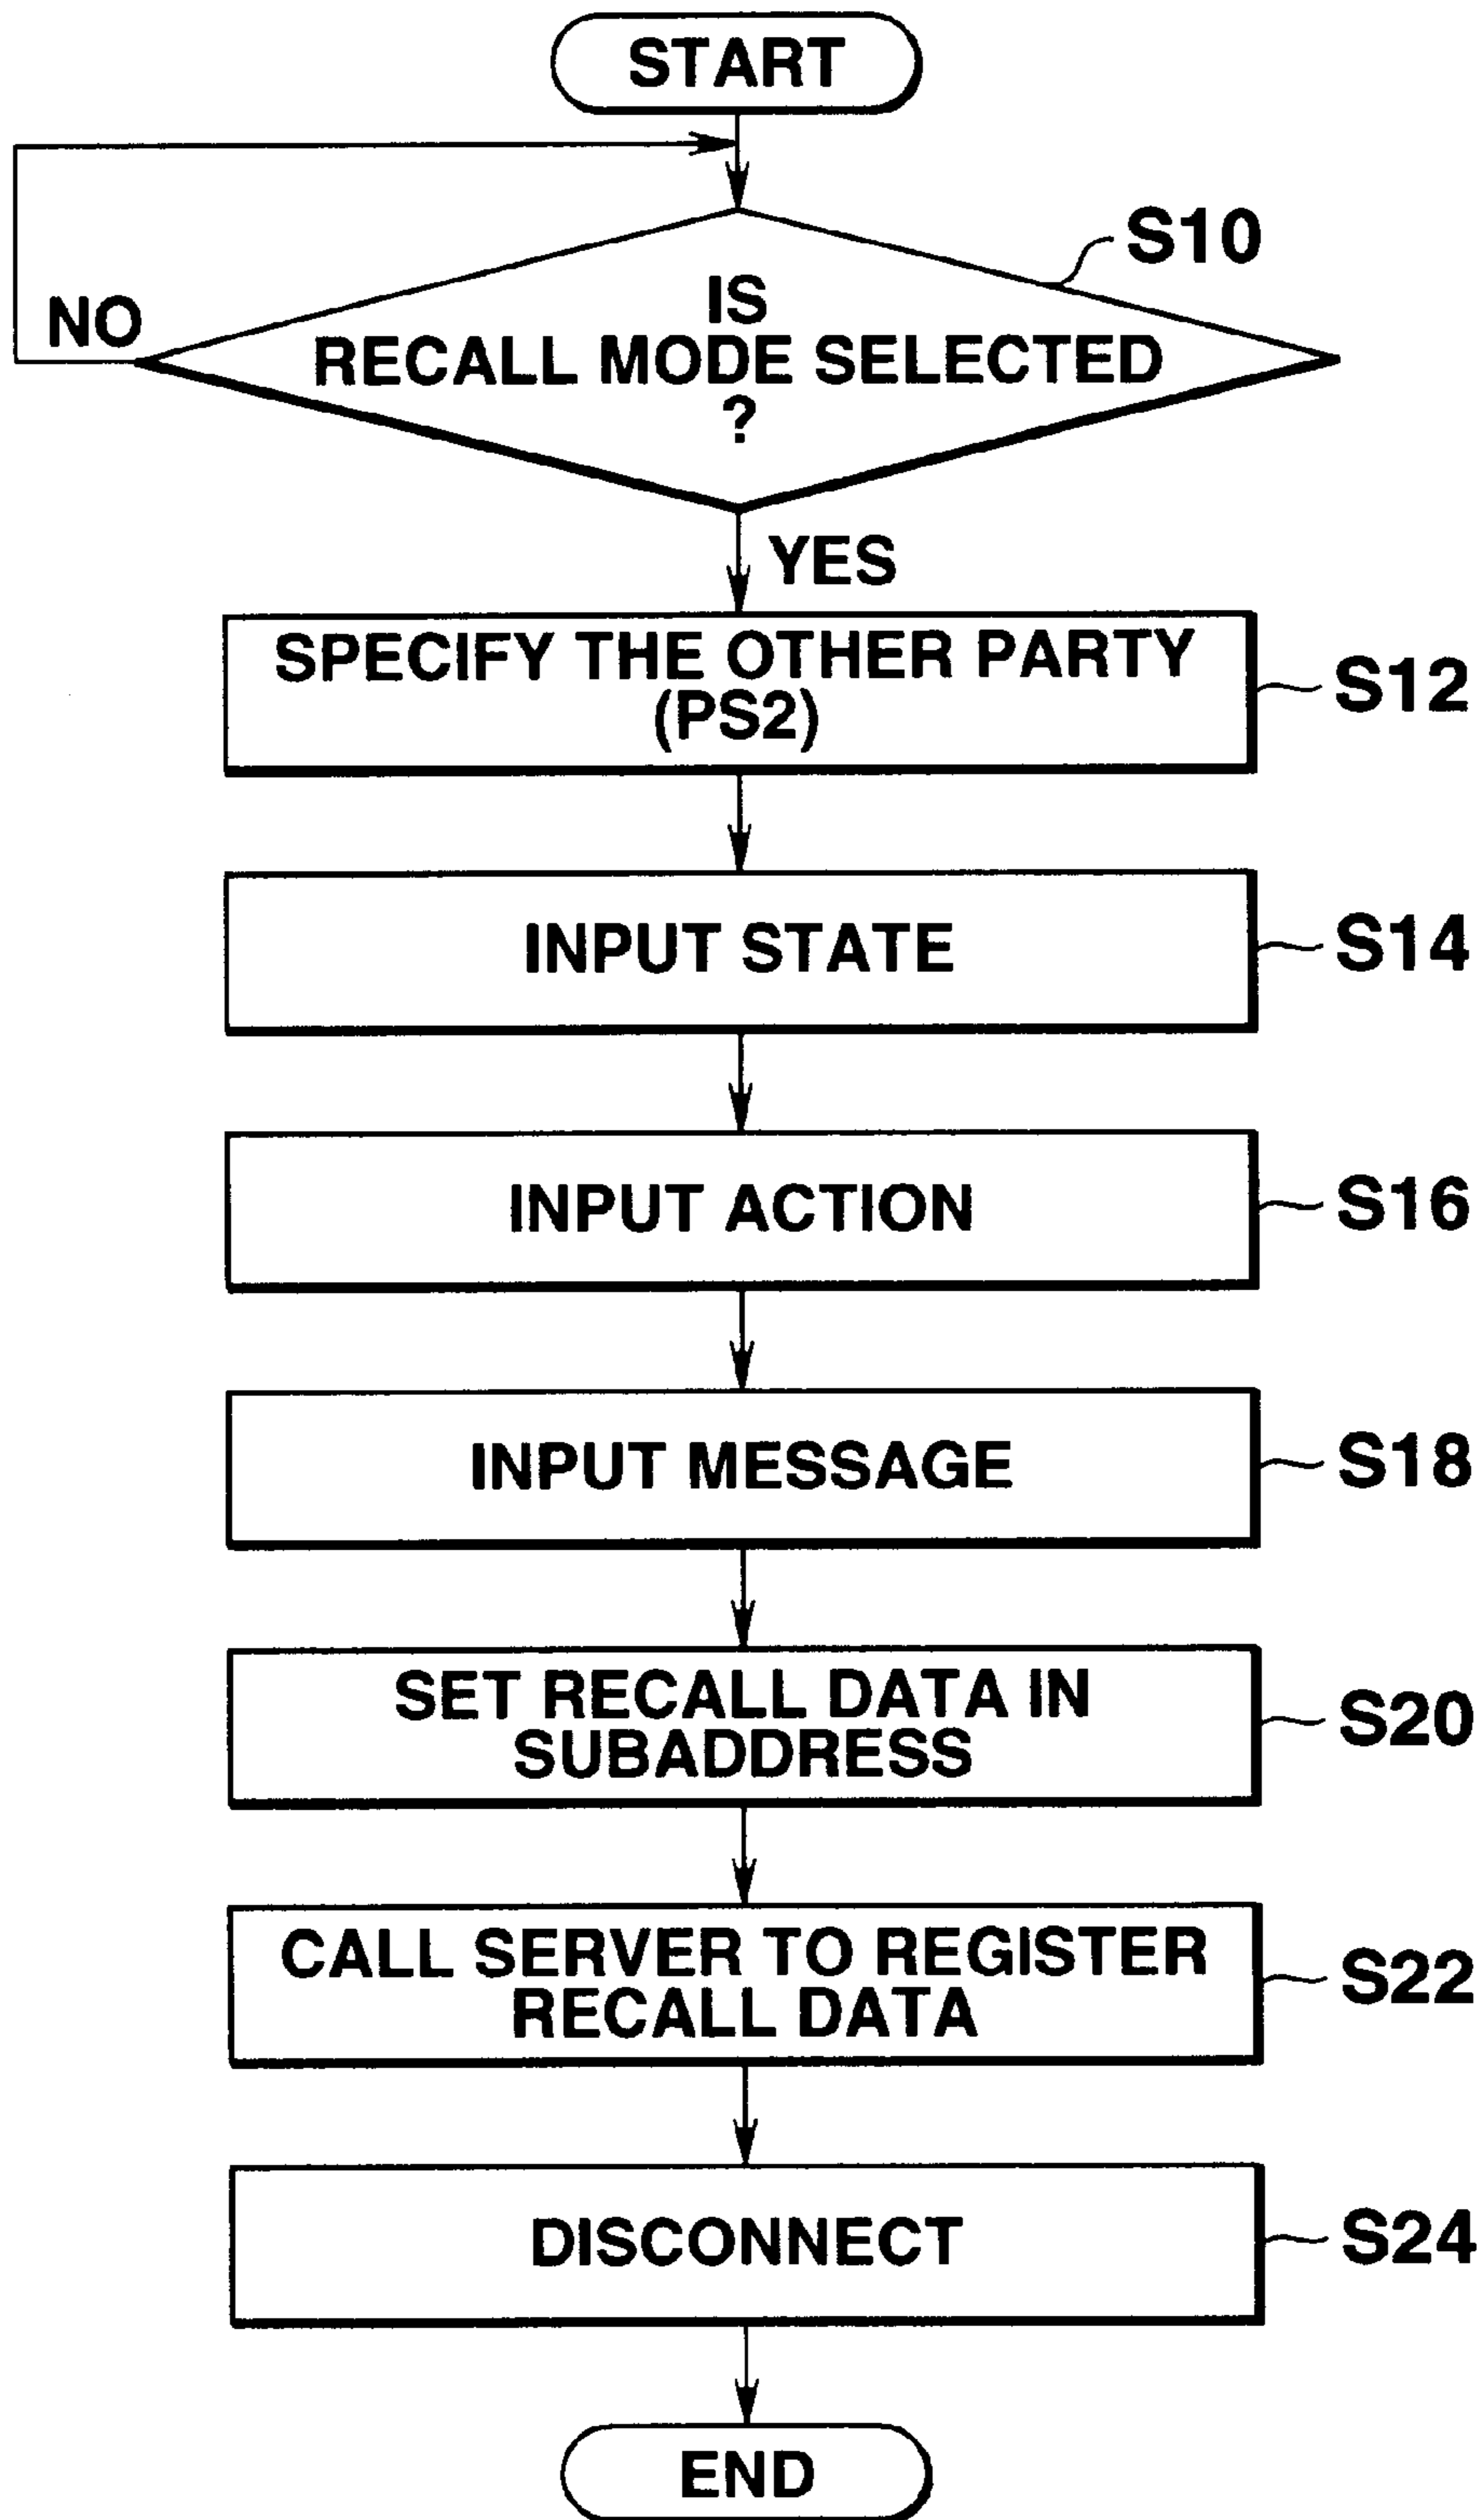 START
S10
NO
IS
RECALL MODE SELECTED
?
YES
SPECIFY THE OTHER PARTY
(PS2)
S12
INPUT STATE
S14
INPUT ACTION
S16
INPUT MESSAGE
S18
SET RECALL DATA IN
SUBADDRESS
S20
CALL SERVER TO REGISTER
RECALL DATA
S22
DISCONNECT
S24
END